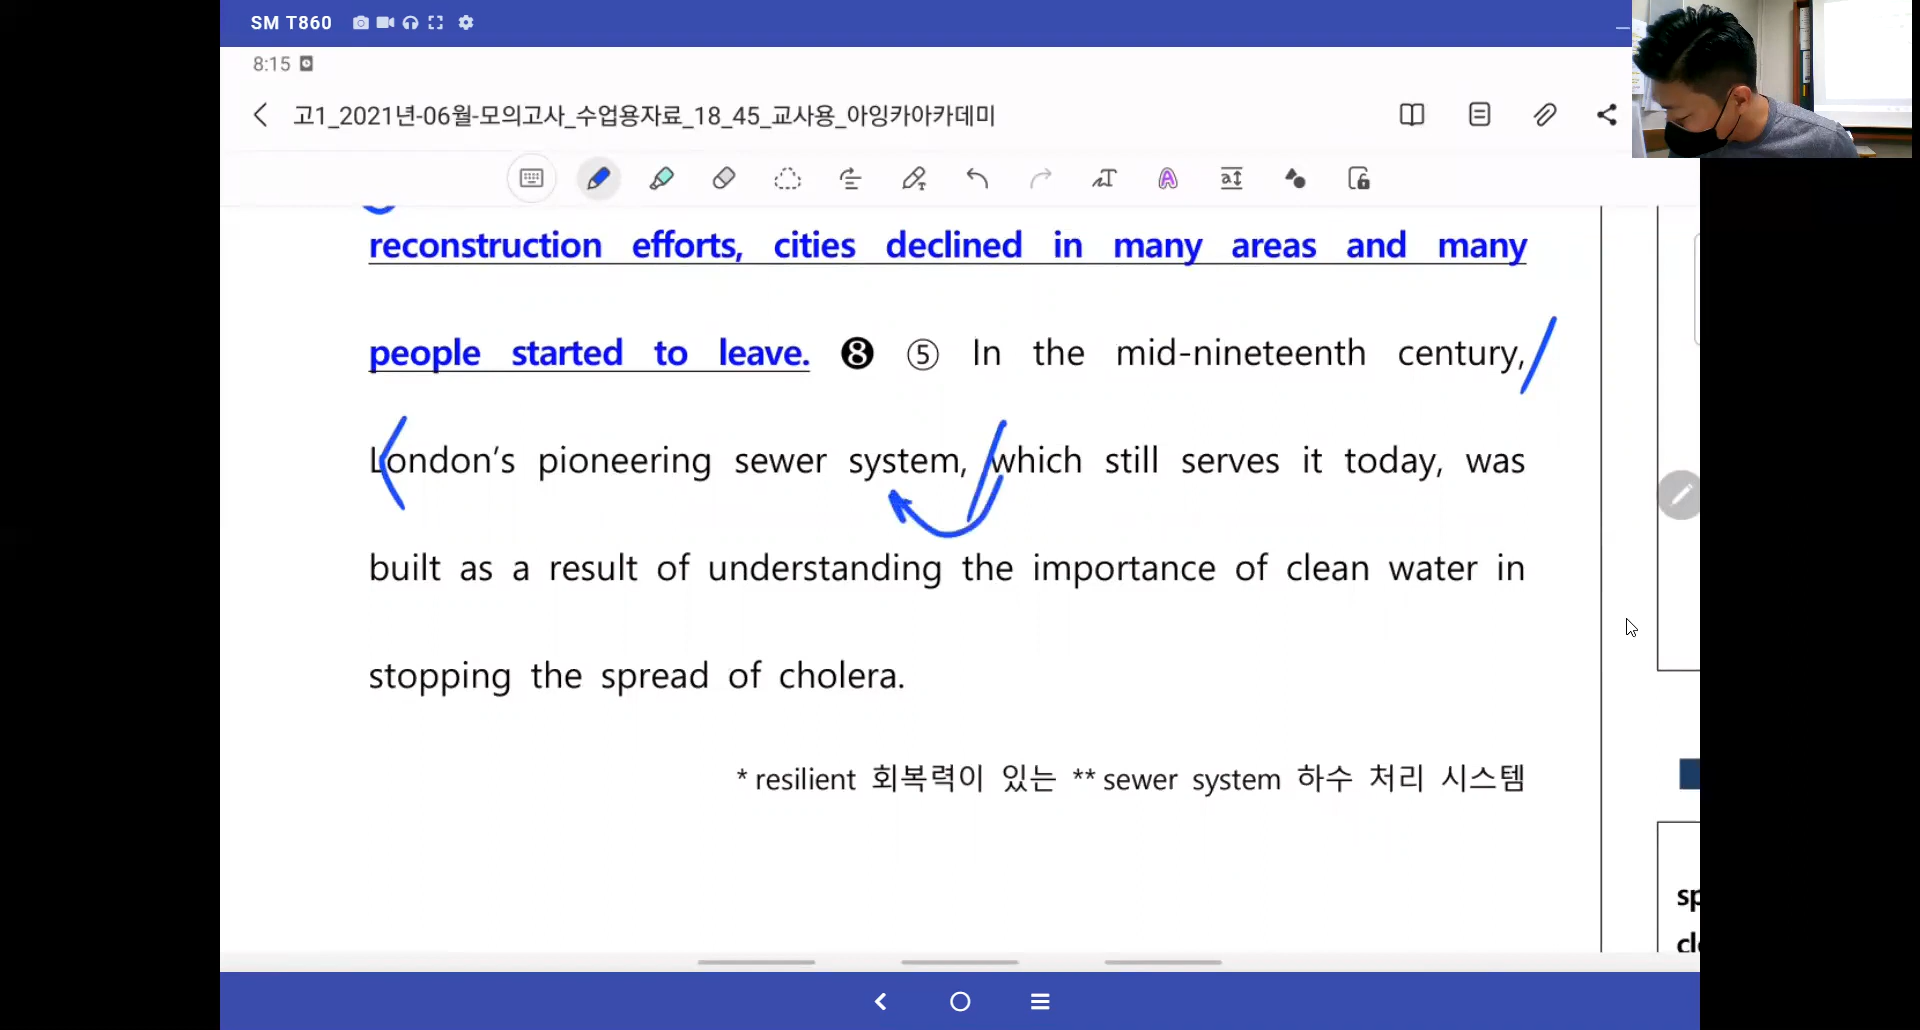 SM T860
8:15
고1_2021년-06월-모의고사_수업용자료_18_45_교사용_아잉카아카데미
reconstruction efforts, cities declined in many areas and many
people started to leave. ❽ ⑤ In the mid-nineteenth century,
London's pioneering sewer system, which still serves it today, was
built as a result of understanding the importance of clean water in
stopping the spread of cholera.
* resilient 회복력이 있는 ** sewer system 하수 처리 시스템
sp
cl